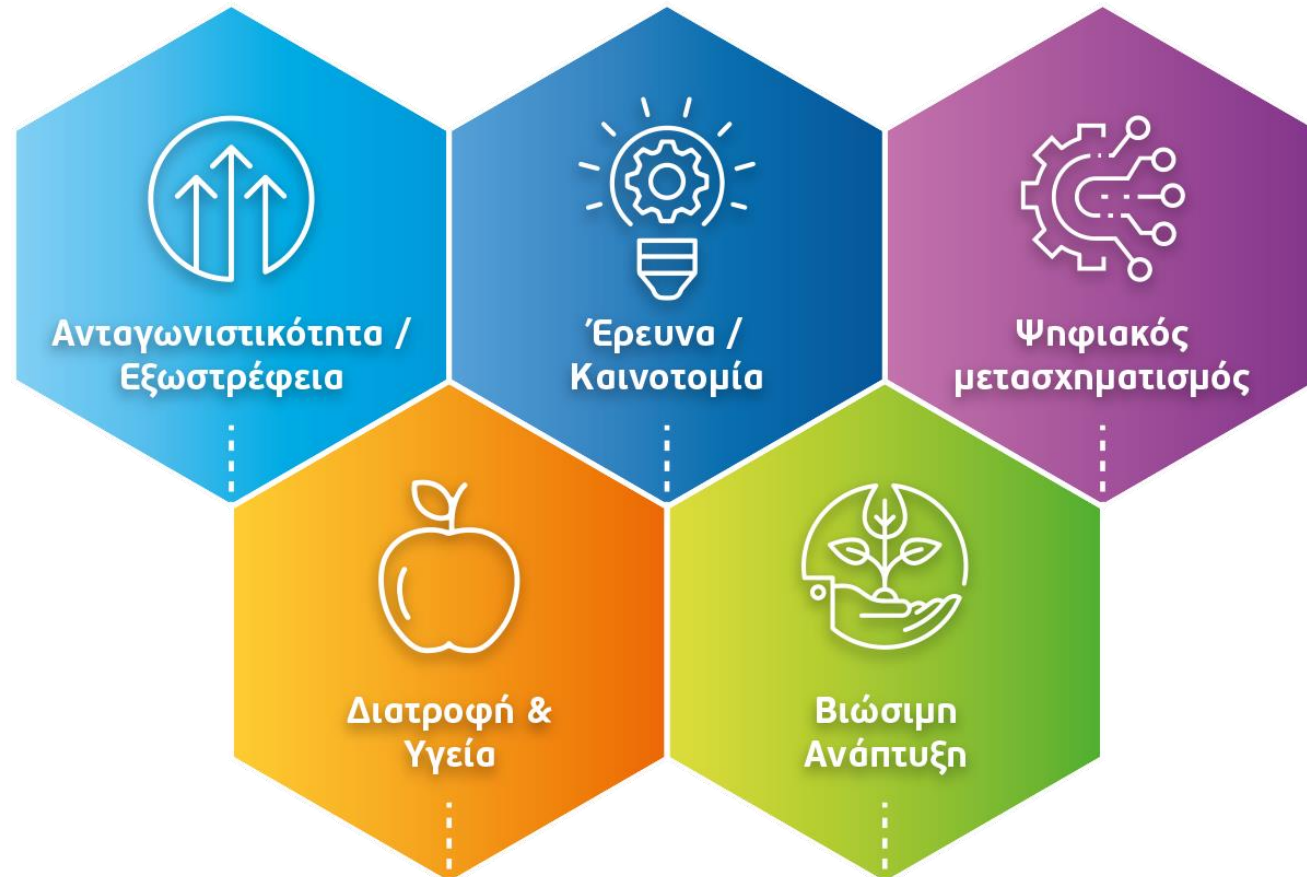 Ανταγωνιστικότητα /
Εξωστρέφεια
Έρευνα /
Καινοτομία
Ψηφιακός
μετασχηματισμός
Διατροφή &
Υγεία
Βιώσιμη
Ανάπτυξη